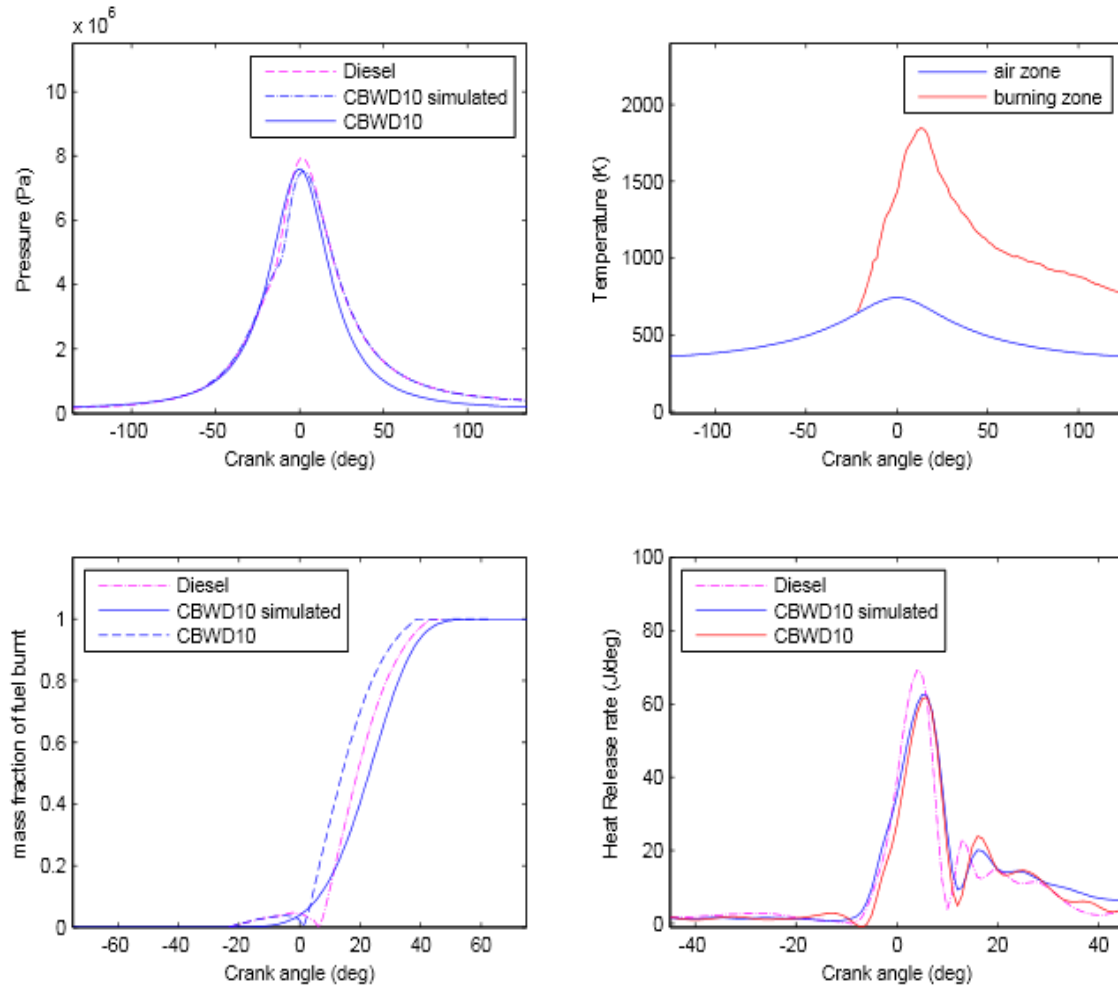 x 10^6
10
8
6
4
2
0
Pressure (Pa)
Diesel
CBWD10 simulated
CBWD10
-100 -50 0 50 100
Crank angle (deg)
2000
1500
1000
500
0
Temperature (K)
air zone
burning zone
-100 -50 0 50 100
Crank angle (deg)
1
0.8
0.6
0.4
0.2
0
mass fraction of fuel burnt
Diesel
CBWD10 simulated
CBWD10
-60 -40 -20 0 20 40 60
Crank angle (deg)
100
80
60
40
20
0
Heat Release rate (J/deg)
Diesel
CBWD10 simulated
CBWD10
-40 -20 0 20 40
Crank angle (deg)